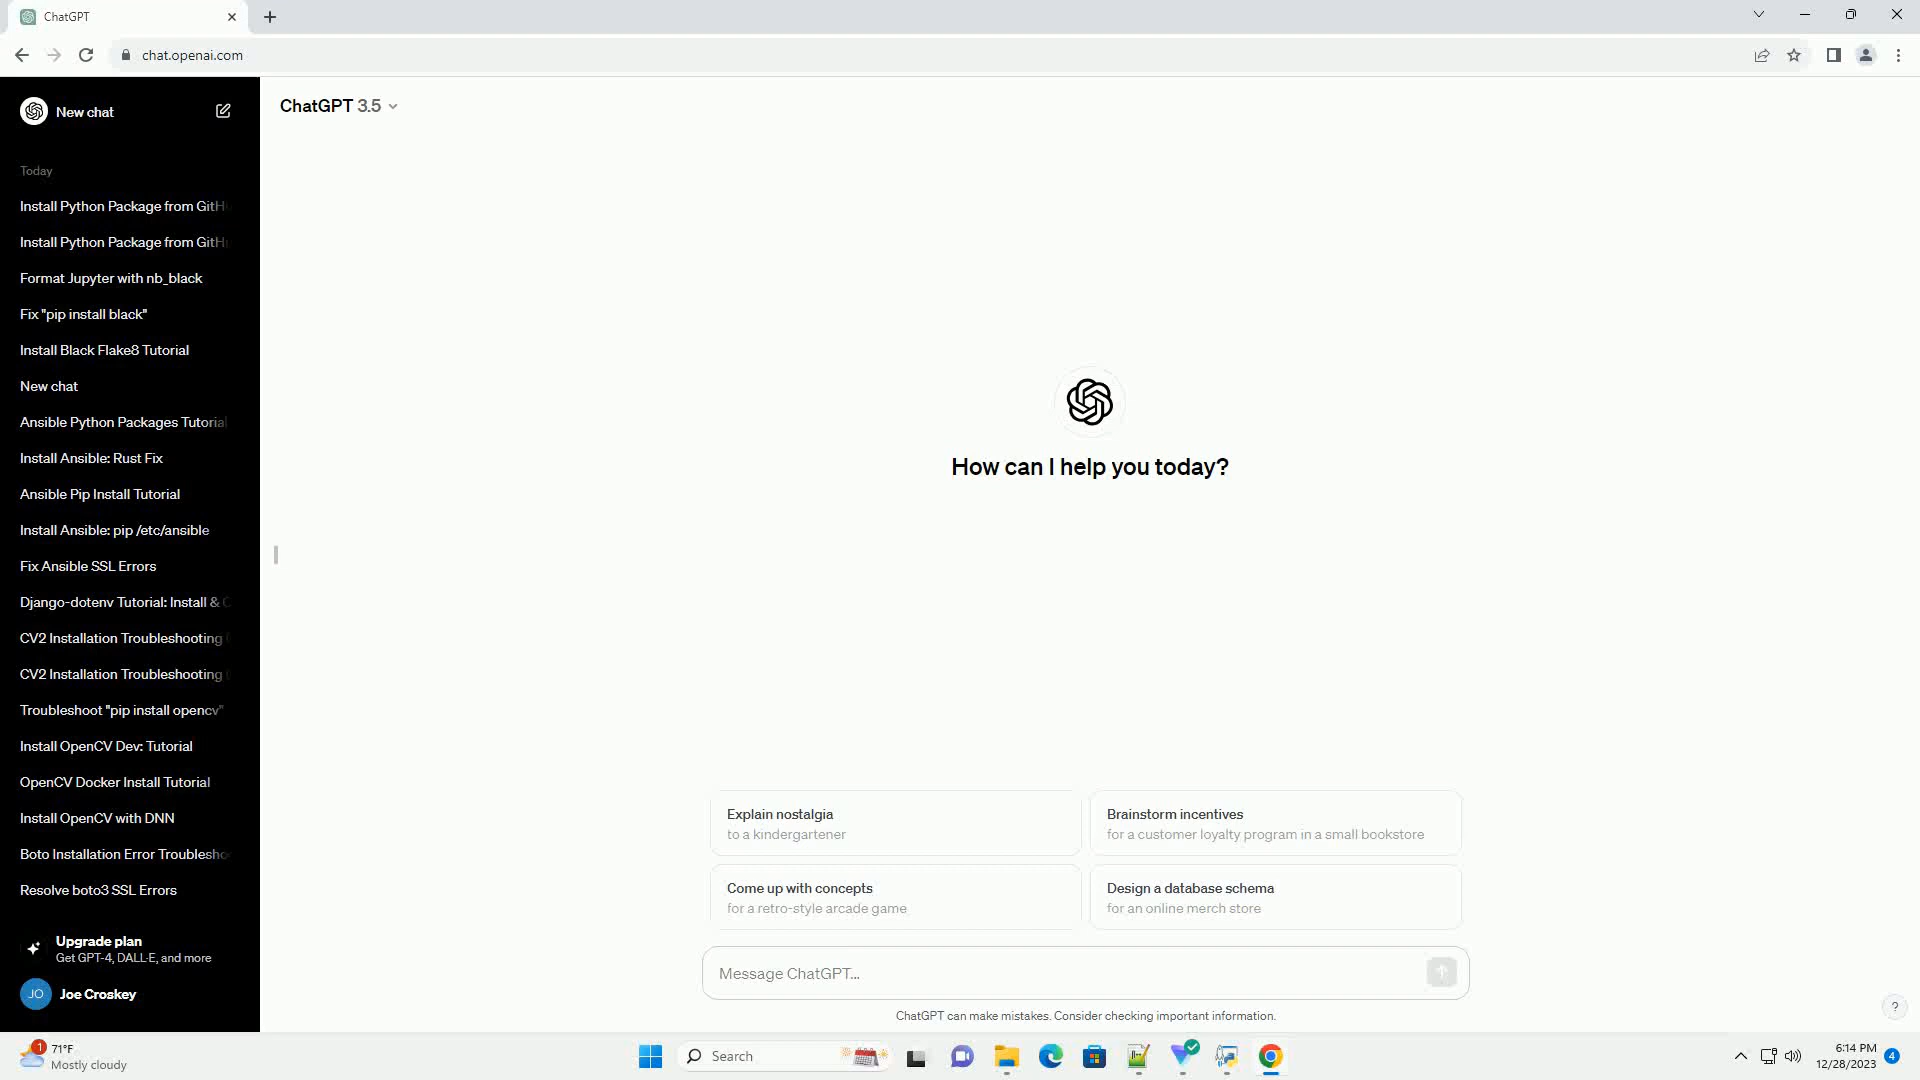 ChatGPT
chat.openai.com
New chat
ChatGPT 3.5
Today
Install Python Package from GitH
Install Python Package from GitH
Format Jupyter with nb_black
Fix "pip install black"
Install Black Flake8 Tutorial
New chat
Ansible Python Packages Tutorial
Install Ansible: Rust Fix
Ansible Pip Install Tutorial
Install Ansible: pip /etc/ansible
Fix Ansible SSL Errors
Django-dotenv Tutorial: Install & C
CV2 Installation Troubleshooting
CV2 Installation Troubleshooting
Troubleshoot "pip install opencv"
Install OpenCV Dev: Tutorial
OpenCV Docker Install Tutorial
Install OpenCV with DNN
Boto Installation Error Troublesho
Resolve boto3 SSL Errors
Upgrade plan
Get GPT-4, DALL·E, and more
JO
Joe Croskey
How can I help you today?
Explain nostalgia
to a kindergartener
Brainstorm incentives
for a customer loyalty program in a small bookstore
Come up with concepts
for a retro-style arcade game
Design a database schema
for an online merch store
Message ChatGPT…
ChatGPT can make mistakes. Consider checking important information.
?
1
71°F
Mostly cloudy
Search
6:14 PM
12/28/2023
4